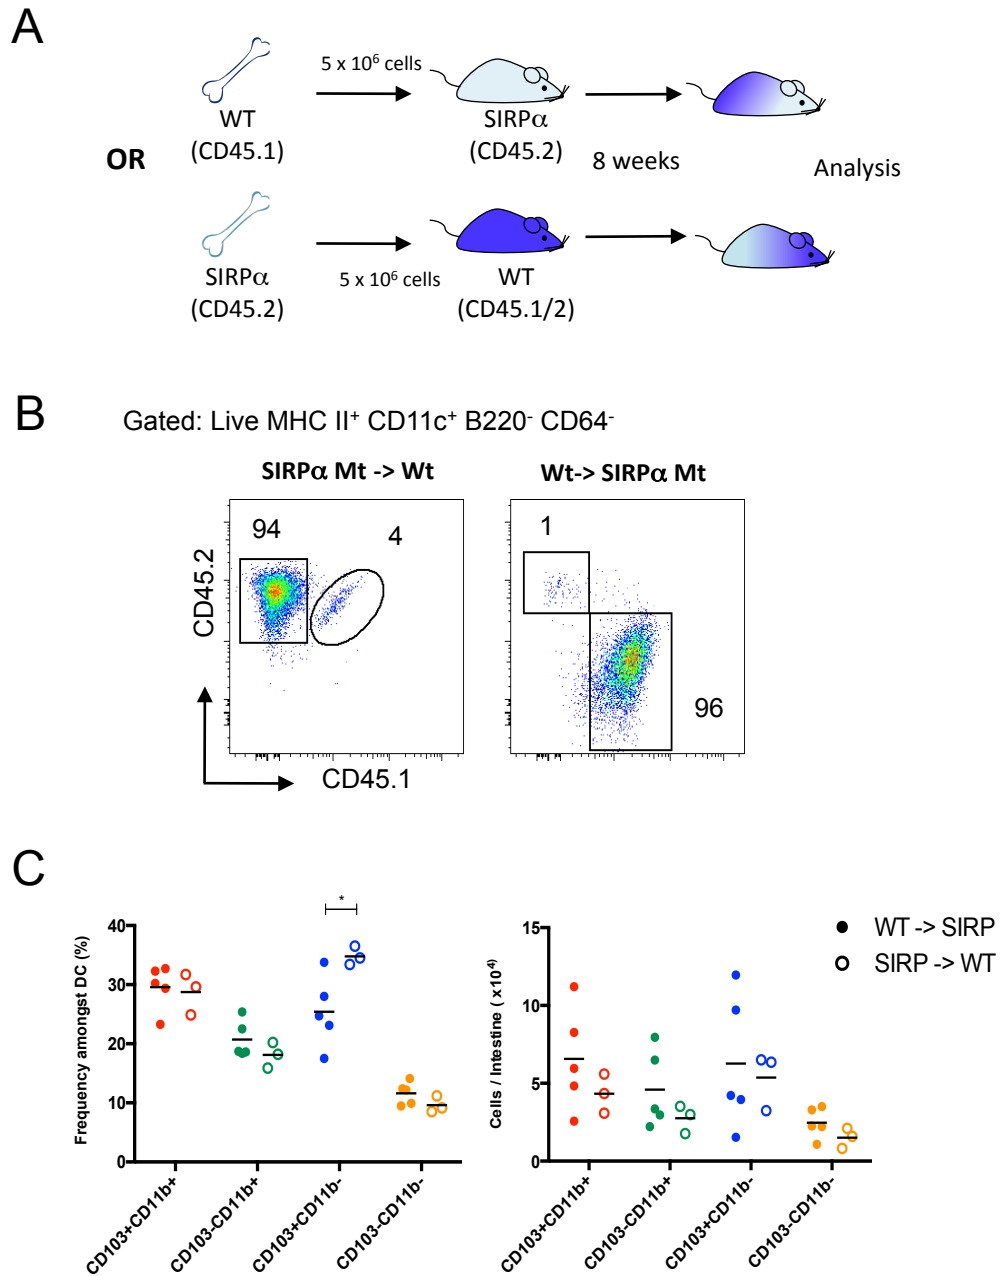 A
5 x 10⁶ cells
WT
(CD45.1)
SIRPα
(CD45.2)
OR
8 weeks
Analysis
SIRPα
(CD45.2)
5 x 10⁶ cells
WT
(CD45.1/2)
B
Gated: Live MHC II⁺ CD11c⁺ B220⁻ CD64⁻
SIRPα Mt -> Wt
Wt-> SIRPα Mt
94
4
1
96
CD45.2
CD45.1
C
Frequency amongst DC (%)
40
30
20
10
0
*
CD103+CD11b+
CD103-CD11b+
CD103+CD11b-
CD103-CD11b-
Cells / Intestine ( x10⁴)
15
10
5
0
CD103+CD11b+
CD103-CD11b+
CD103+CD11b-
CD103-CD11b-
WT -> SIRP
SIRP -> WT